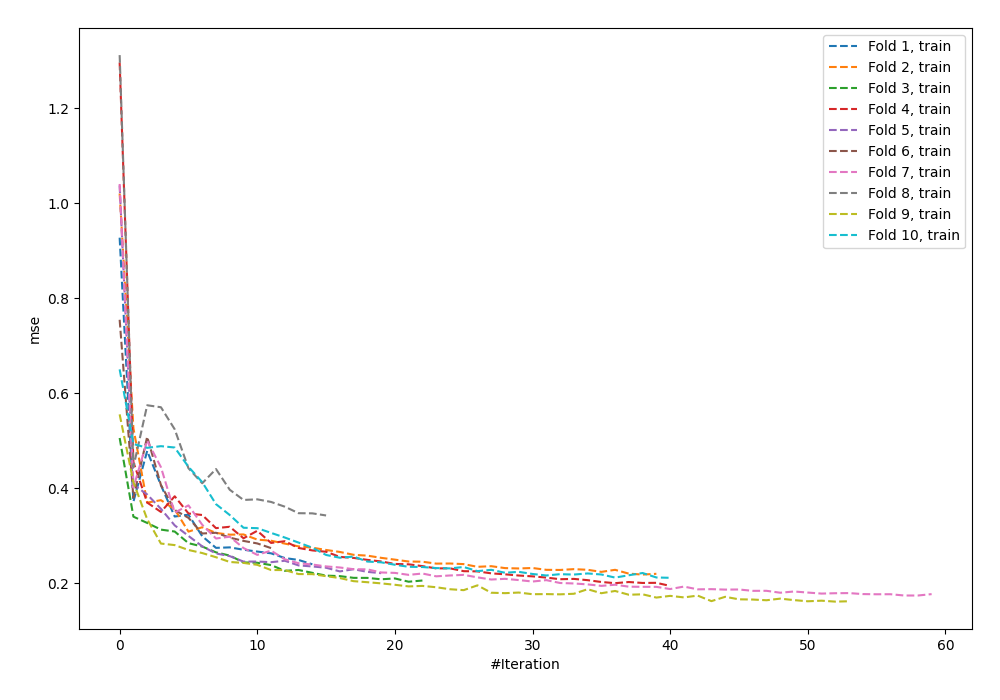 mse
1.2
1.0
0.8
0.6
0.4
0.2
0
10
20
30
40
50
60
#Iteration
Fold 1, train
Fold 2, train
Fold 3, train
Fold 4, train
Fold 5, train
Fold 6, train
Fold 7, train
Fold 8, train
Fold 9, train
Fold 10, train